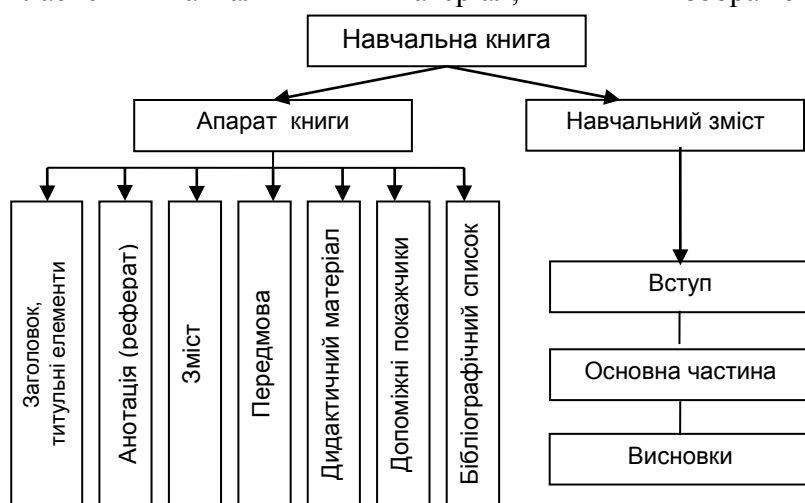 Навчальна книга
Апарат книги
Навчальний зміст
Заголовок,
титульні елементи
Анотація (реферат)
Зміст
Передмова
Дидактичний матеріал
Допоміжні покажчики
Бібліографічний список
Вступ
Основна частина
Висновки